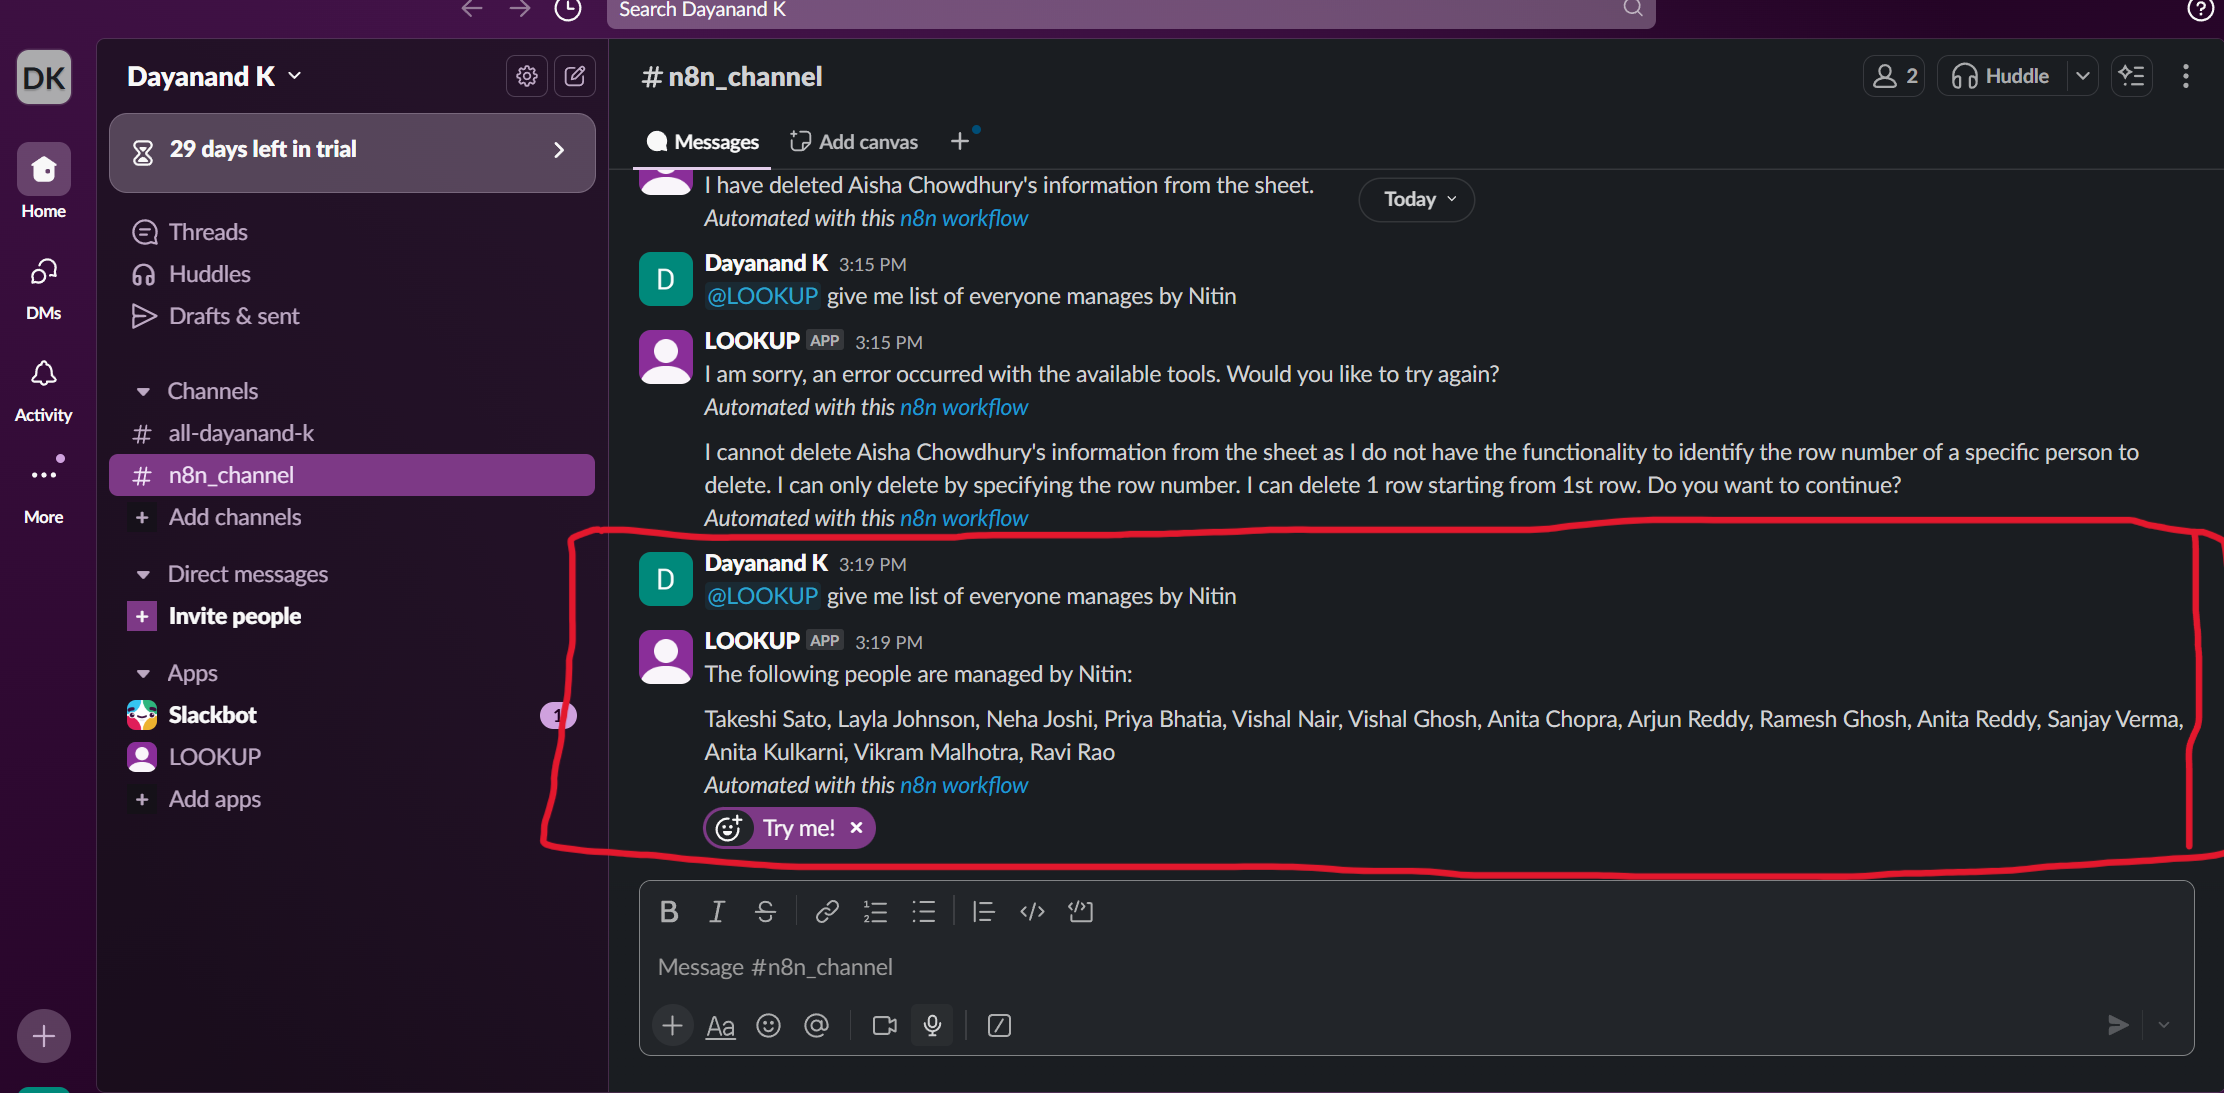 Search Dayanand K
DK
Home
DMs
Activity
More
Dayanand K
29 days left in trial
Threads
Huddles
Drafts & sent
Channels
# all-dayanand-k
# n8n_channel
+ Add channels
Direct messages
+ Invite people
Apps
Slackbot 1
LOOKUP
+ Add apps
# n8n_channel
2
Huddle
Messages
Add canvas
+
I have deleted Aisha Chowdhury's information from the sheet.
Today
Automated with this n8n workflow
D
Dayanand K 3:15 PM
@LOOKUP give me list of everyone manages by Nitin
LOOKUP APP 3:15 PM
I am sorry, an error occurred with the available tools. Would you like to try again?
Automated with this n8n workflow
I cannot delete Aisha Chowdhury's information from the sheet as I do not have the functionality to identify the row number of a specific person to
delete. I can only delete by specifying the row number. I can delete 1 row starting from 1st row. Do you want to continue?
Automated with this n8n workflow
D
Dayanand K 3:19 PM
@LOOKUP give me list of everyone manages by Nitin
LOOKUP APP 3:19 PM
The following people are managed by Nitin:
Takeshi Sato, Layla Johnson, Neha Joshi, Priya Bhatia, Vishal Nair, Vishal Ghosh, Anita Chopra, Arjun Reddy, Ramesh Ghosh, Anita Reddy, Sanjay Verma,
Anita Kulkarni, Vikram Malhotra, Ravi Rao
Automated with this n8n workflow
Try me! ×
B I S
Message #n8n_channel
+ Aa @